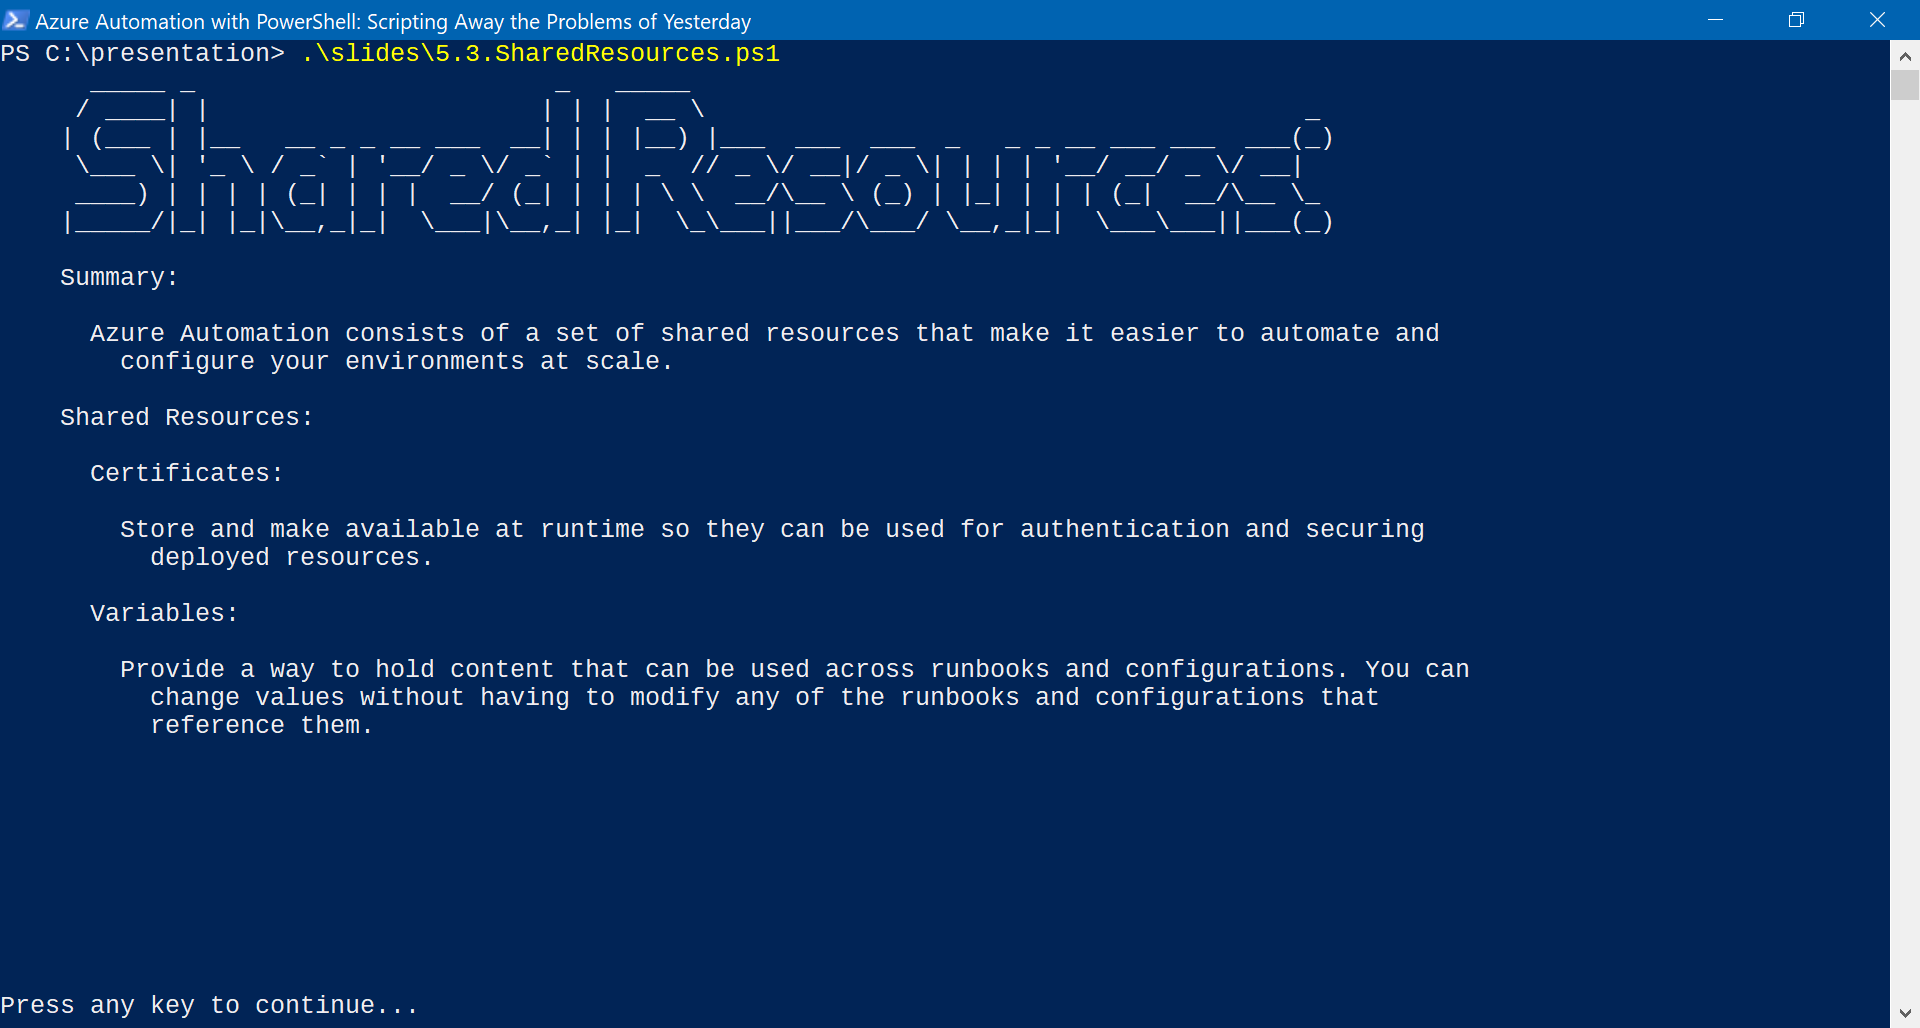 Azure Automation with PowerShell: Scripting Away the Problems of Yesterday
PS C:\presentation> .\slides\5.3.SharedResources.ps1
Shared Resources:
Summary:
Azure Automation consists of a set of shared resources that make it easier to automate and
configure your environments at scale.
Shared Resources:
Certificates:
Store and make available at runtime so they can be used for authentication and securing
deployed resources.
Variables:
Provide a way to hold content that can be used across runbooks and configurations. You can
change values without having to modify any of the runbooks and configurations that
reference them.
Press any key to continue...